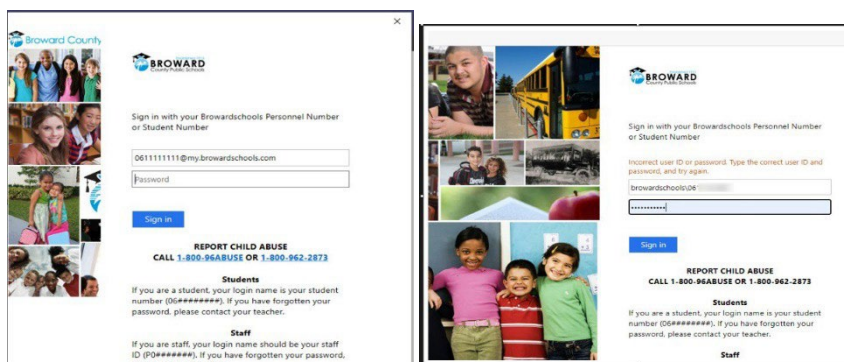 Broward County
BROWARD
County Public Schools
Sign in with your Browardschools Personnel Number
or Student Number
0611111111@my.browardschools.com
Password
Sign in
REPORT CHILD ABUSE
CALL 1-800-96ABUSE OR 1-800-962-2873
Students
If you are a student, your login name is your student
number (06########). If you have forgotten your
password, please contact your teacher.
Staff
If you are staff, your login name should be your staff
ID (P0#######). If you have forgotten your password,
BROWARD
County Public Schools
Sign in with your Browardschools Personnel Number
or Student Number
Incorrect user ID or password. Type the correct user ID and
password, and try again.
browardschools\06
Sign in
REPORT CHILD ABUSE
CALL 1-800-96ABUSE OR 1-800-962-2873
Students
If you are a student, your login name is your student
number (06########). If you have forgotten your
password, please contact your teacher.
Staff